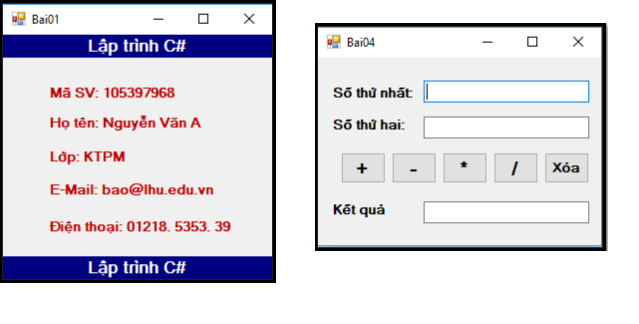 Bai01
Lập trình C#
Mã SV: 105397968
Họ tên: Nguyễn Văn A
Lớp: KTPM
E-Mail: bao@lhu.edu.vn
Điện thoại: 01218. 5353. 39
Lập trình C#
Bai04
Số thứ nhất:
Số thứ hai:
+ - * / Xóa
Kết quả